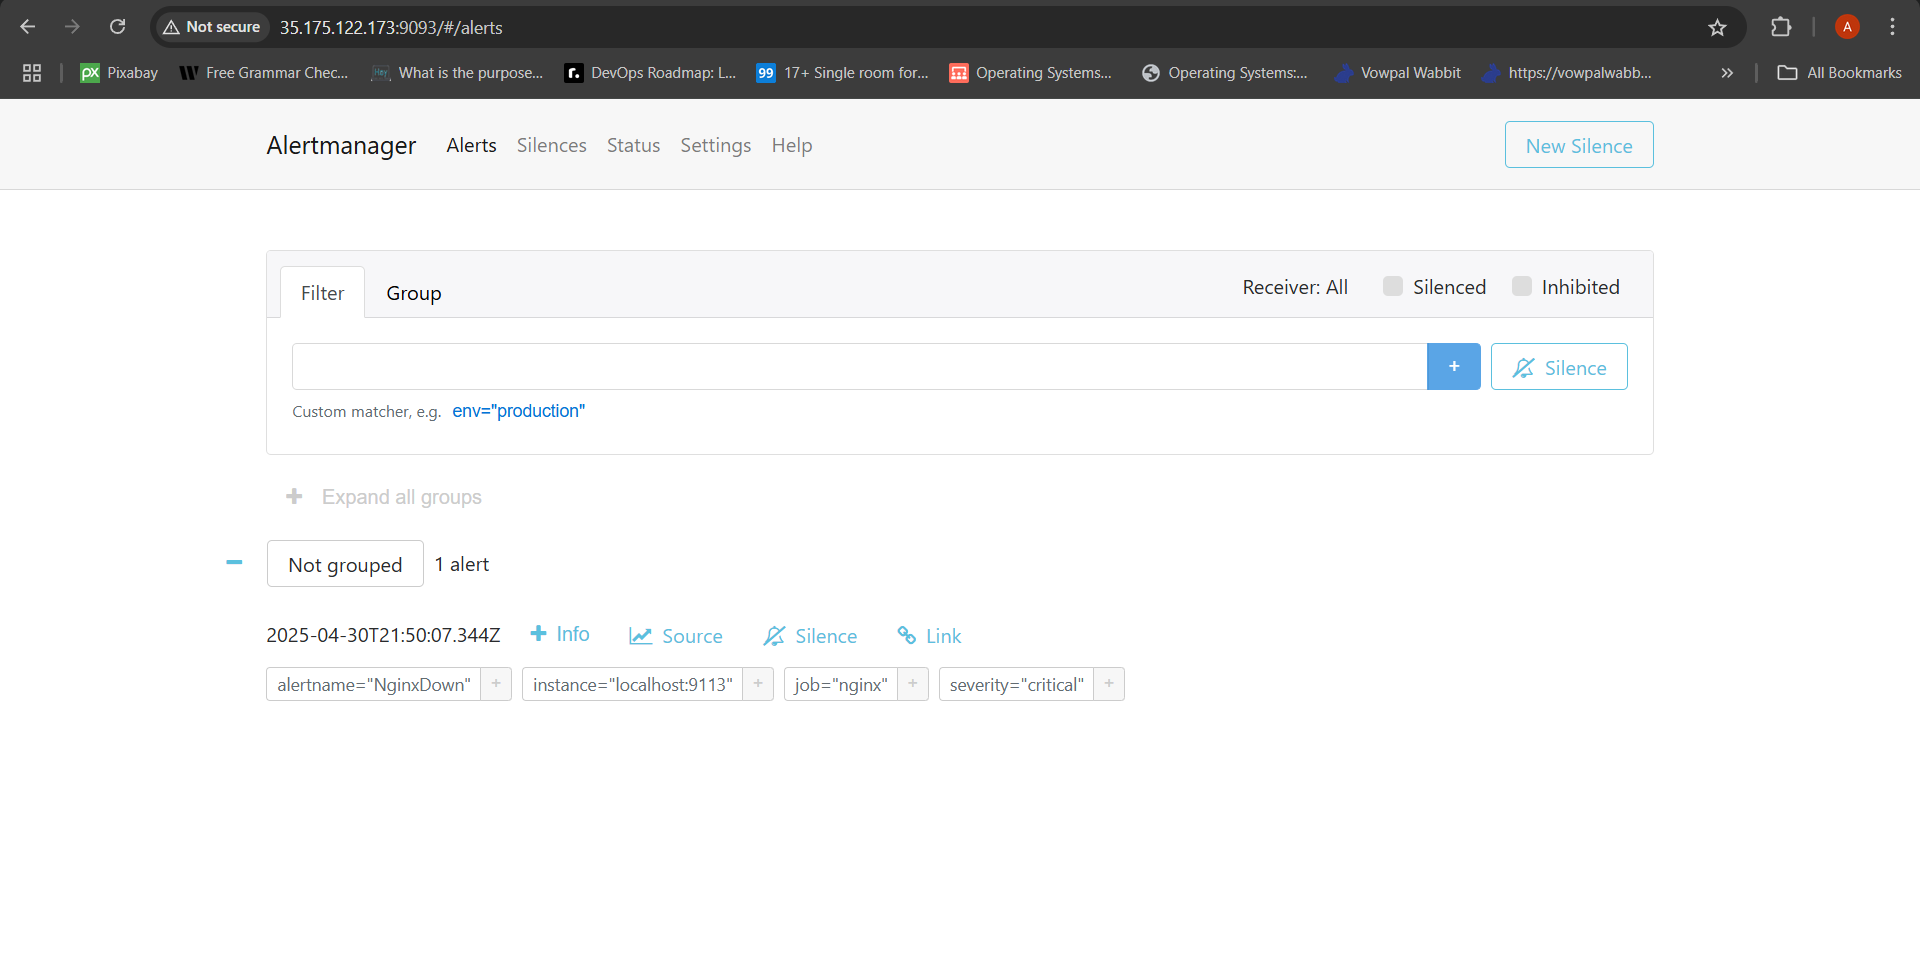 Not secure 35.175.122.173:9093/#/alerts A
px Pixabay W Free Grammar Chec... Hay What is the purpose... r. DevOps Roadmap: L... 99 17+ Single room for... Operating Systems... Operating Systems:... Vowpal Wabbit https://vowpalwabb... » All Bookmarks
Alertmanager Alerts Silences Status Settings Help New Silence
Filter Group Receiver: All Silenced Inhibited
+ Silence
Custom matcher, e.g. env="production"
+ Expand all groups
- Not grouped 1 alert
2025-04-30T21:50:07.344Z + Info Source Silence Link
alertname="NginxDown" + instance="localhost:9113" + job="nginx" + severity="critical" +